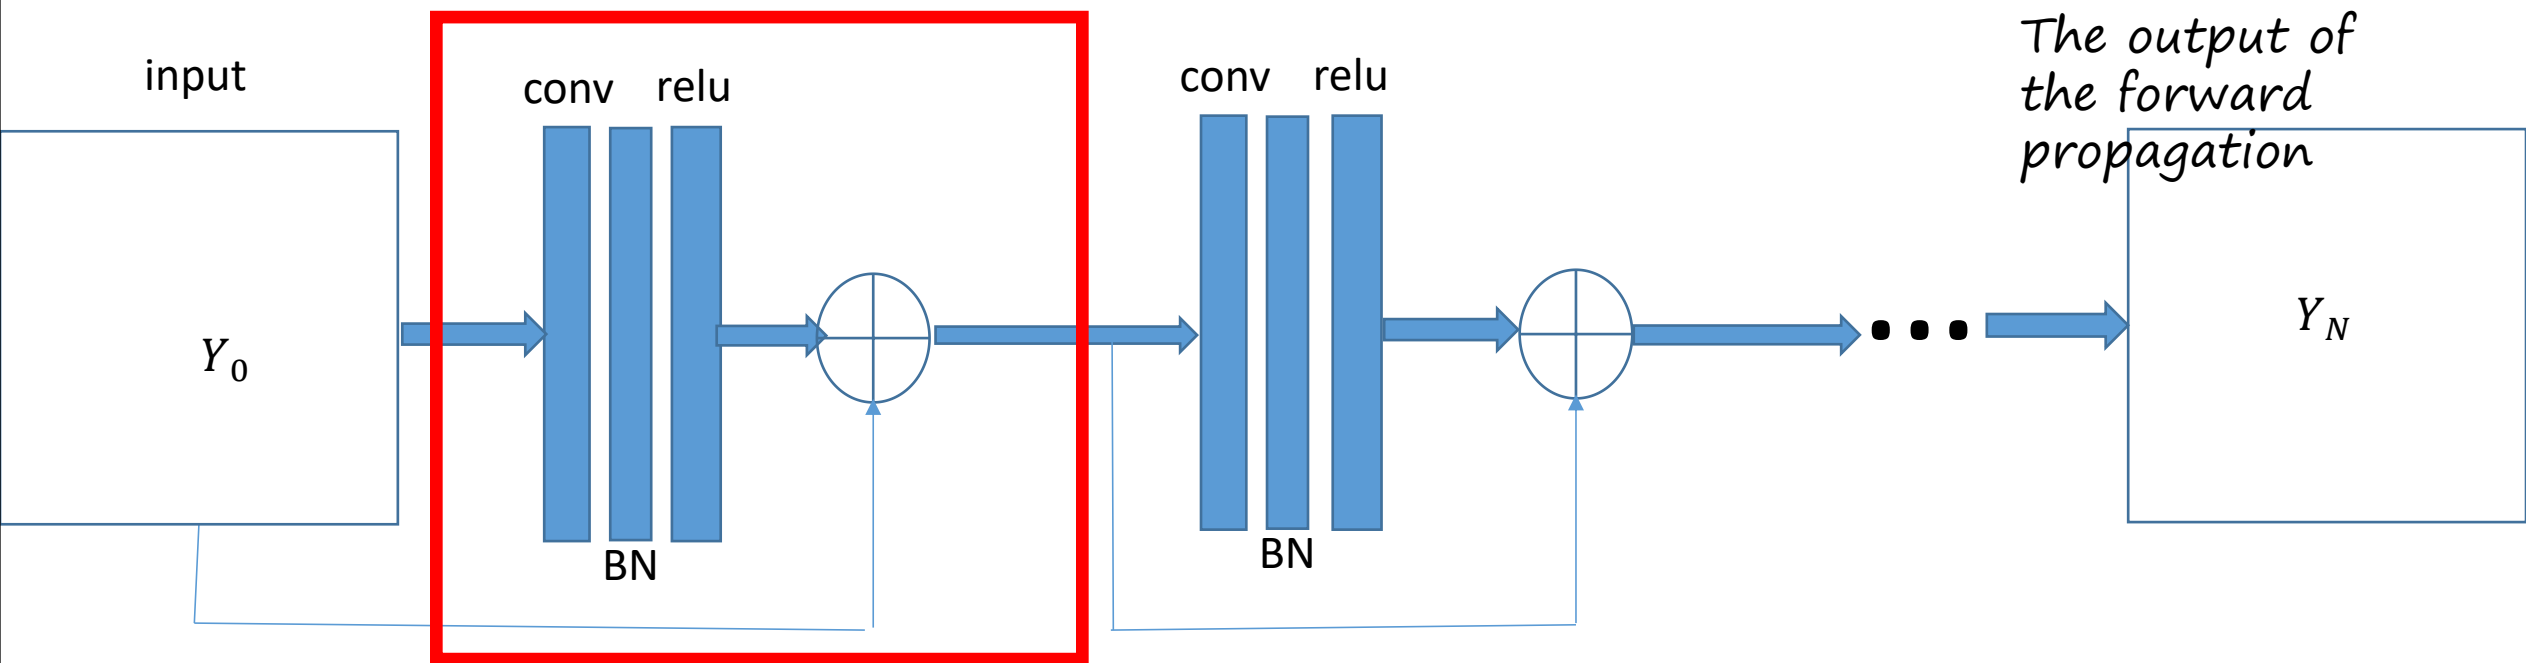 input
Y0
conv relu
BN
conv relu
BN
The output of
the forward
propagation
YN